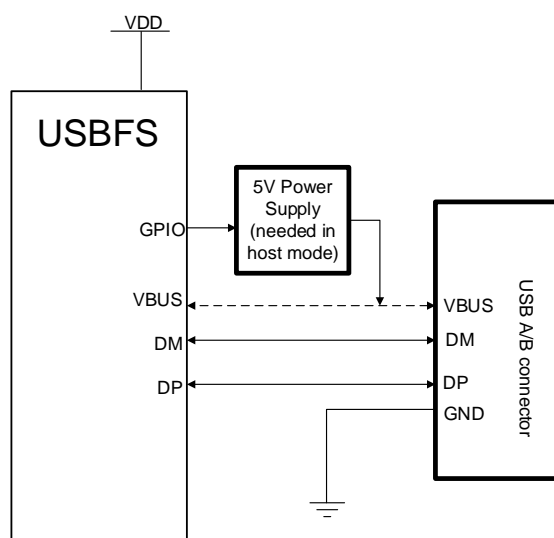 VDD
USBFS
5V Power
Supply
(needed in
host mode)
GPIO
VBUS
VBUS
DM
DM
DP
DP
GND
USB A/B connector